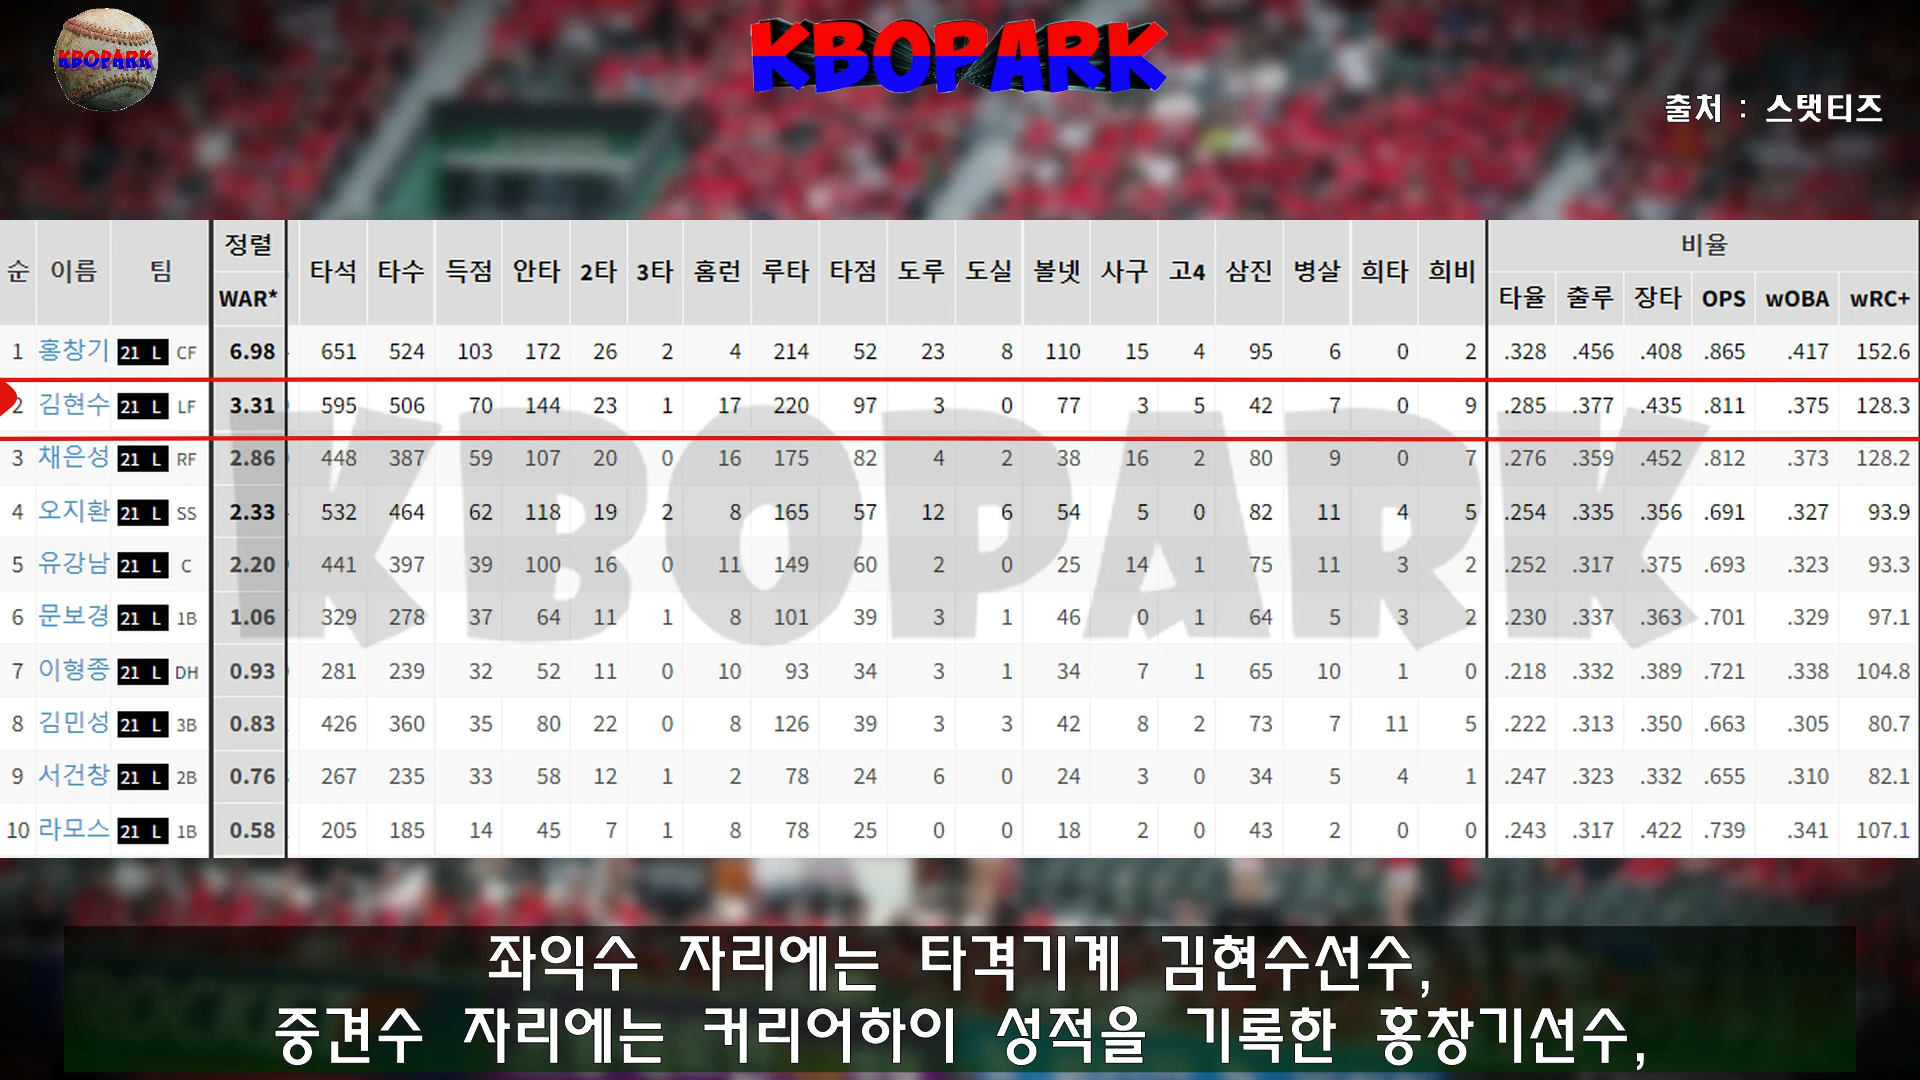 KBOPARK
KBOPARK
출처 : 스탯티즈
순 이름 팀 정렬 타석 타수 득점 안타 2타 3타 홈런 루타 타점 도루 도실 볼넷 사구 고4 삼진 병살 희타 희비 비율
WAR* 타율 출루 장타 OPS wOBA wRC+
1 홍창기 21 L CF 6.98 651 524 103 172 26 2 4 214 52 23 8 110 15 4 95 6 0 2 .328 .456 .408 .865 .417 152.6
2 김현수 21 L LF 3.31 595 506 70 144 23 1 17 220 97 3 0 77 3 5 42 7 0 9 .285 .377 .435 .811 .375 128.3
3 채은성 21 L RF 2.86 448 387 59 107 20 0 16 175 82 4 2 38 16 2 80 9 0 7 .276 .359 .452 .812 .373 128.2
4 오지환 21 L SS 2.33 532 464 62 118 19 2 8 165 57 12 6 54 5 0 82 11 4 5 .254 .335 .356 .691 .327 93.9
5 유강남 21 L C 2.20 441 397 39 100 16 0 11 149 60 2 0 25 14 1 75 11 3 2 .252 .317 .375 .693 .323 93.3
6 문보경 21 L 1B 1.06 329 278 37 64 11 1 8 101 39 3 1 46 0 1 64 5 3 2 .230 .337 .363 .701 .329 97.1
7 이형종 21 L DH 0.93 281 239 32 52 11 0 10 93 34 3 1 34 7 1 65 10 1 0 .218 .332 .389 .721 .338 104.8
8 김민성 21 L 3B 0.83 426 360 35 80 22 0 8 126 39 3 3 42 8 2 73 7 11 5 .222 .313 .350 .663 .305 80.7
9 서건창 21 L 2B 0.76 267 235 33 58 12 1 2 78 24 6 0 24 3 0 34 5 4 1 .247 .323 .332 .655 .310 82.1
10 라모스 21 L 1B 0.58 205 185 14 45 7 1 8 78 25 0 0 18 2 0 43 2 0 0 .243 .317 .422 .739 .341 107.1
KBOPARK
좌익수 자리에는 타격기계 김현수선수,
중견수 자리에는 커리어하이 성적을 기록한 홍창기선수,